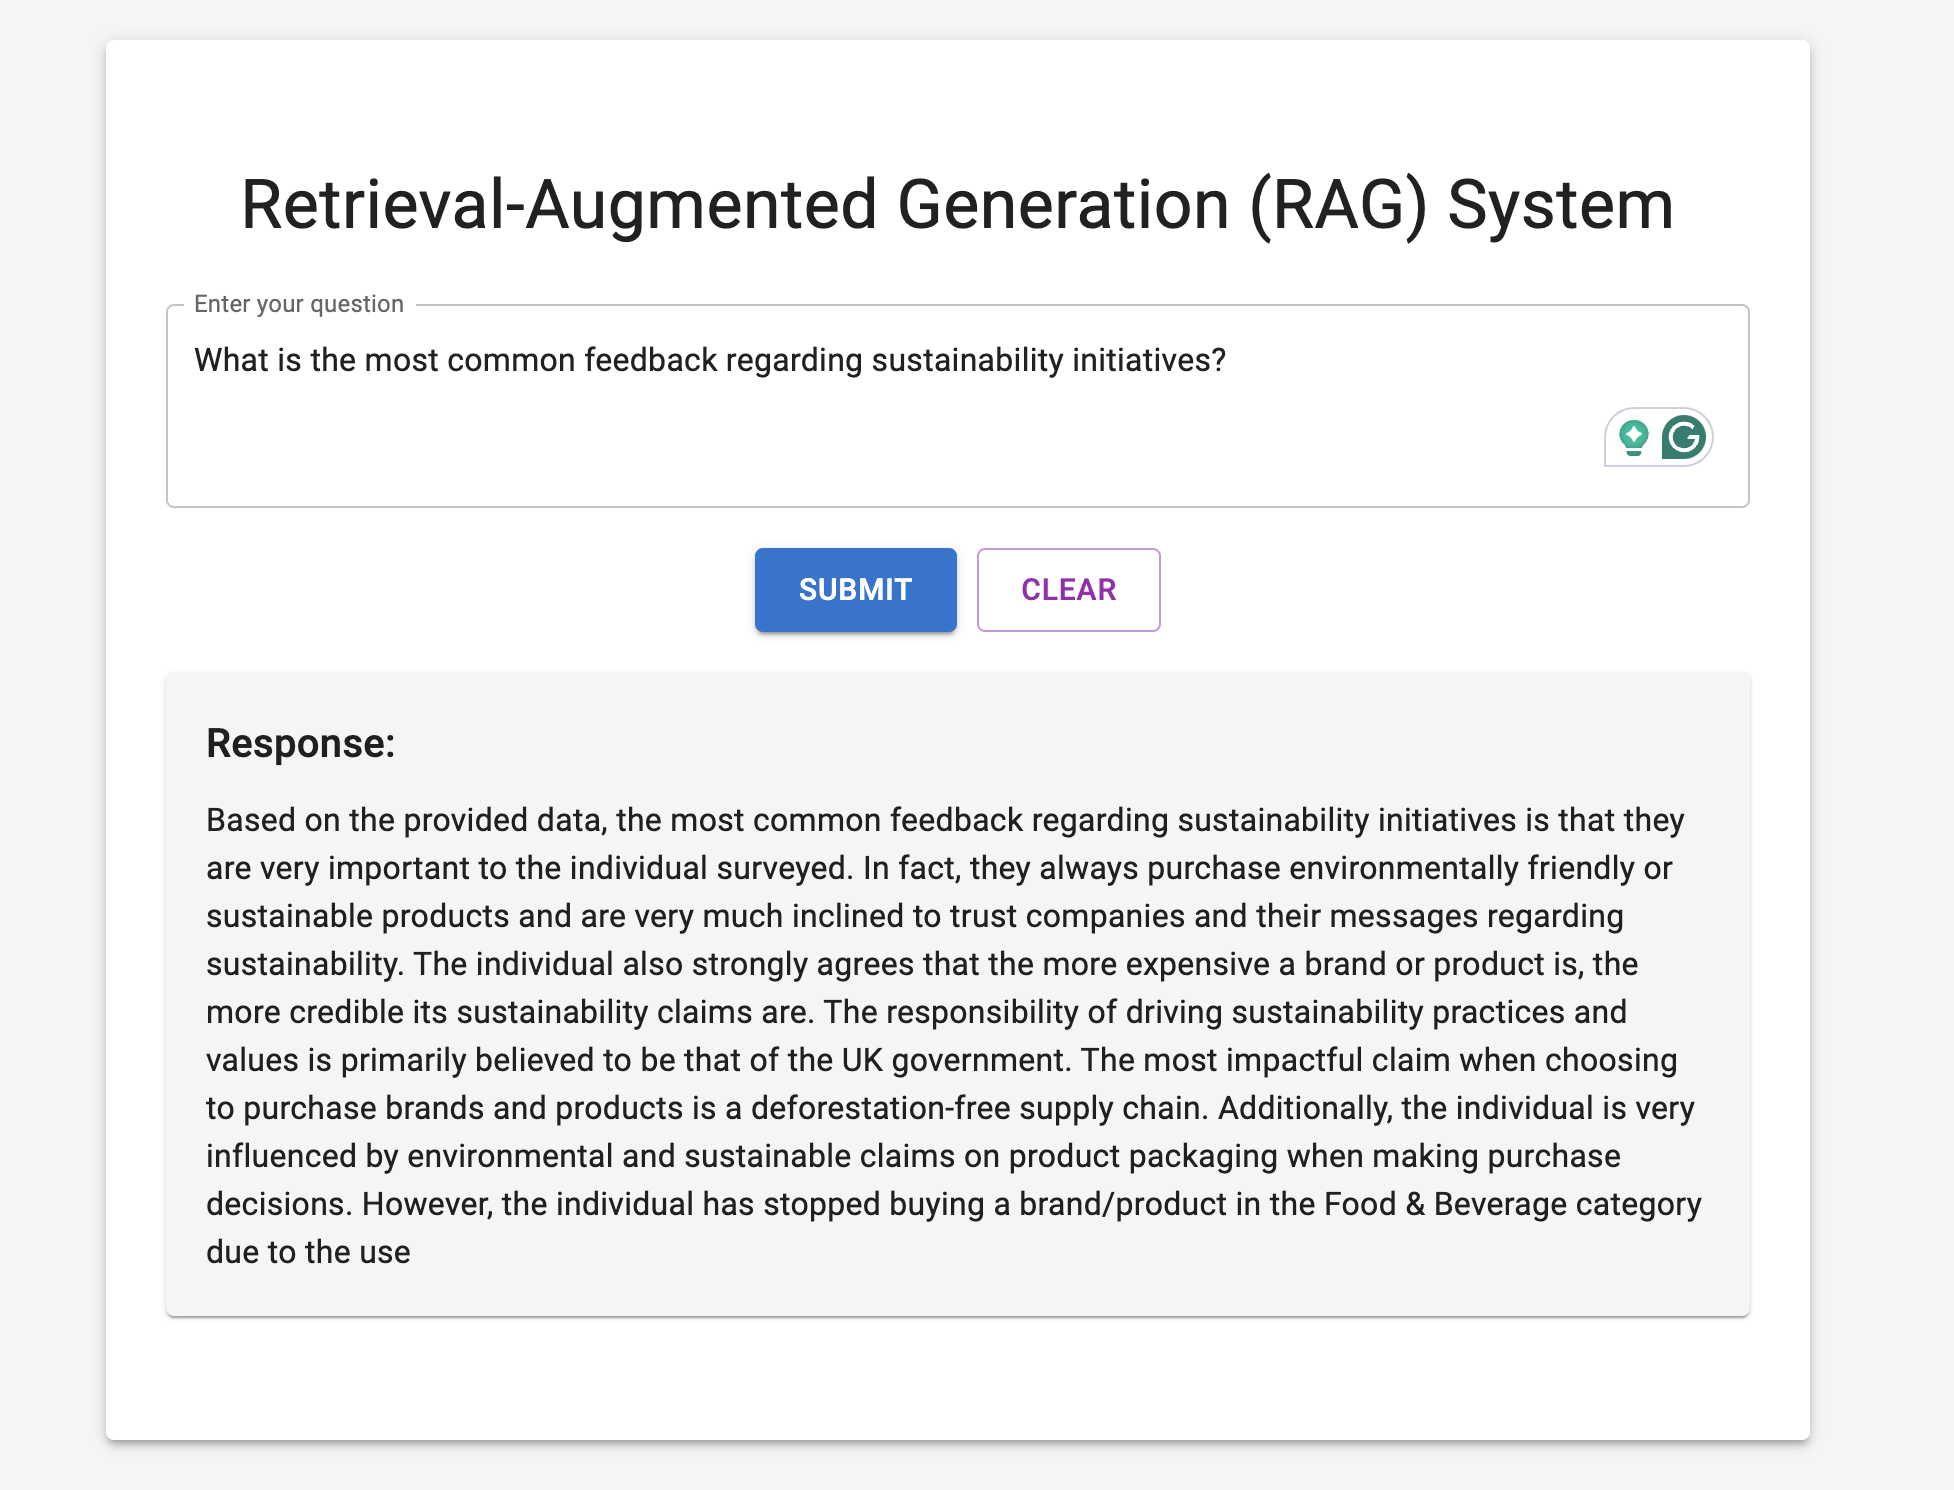 Retrieval-Augmented Generation (RAG) System
Enter your question
What is the most common feedback regarding sustainability initiatives?
SUBMIT
CLEAR
Response:
Based on the provided data, the most common feedback regarding sustainability initiatives is that they
are very important to the individual surveyed. In fact, they always purchase environmentally friendly or
sustainable products and are very much inclined to trust companies and their messages regarding
sustainability. The individual also strongly agrees that the more expensive a brand or product is, the
more credible its sustainability claims are. The responsibility of driving sustainability practices and
values is primarily believed to be that of the UK government. The most impactful claim when choosing
to purchase brands and products is a deforestation-free supply chain. Additionally, the individual is very
influenced by environmental and sustainable claims on product packaging when making purchase
decisions. However, the individual has stopped buying a brand/product in the Food & Beverage category
due to the use